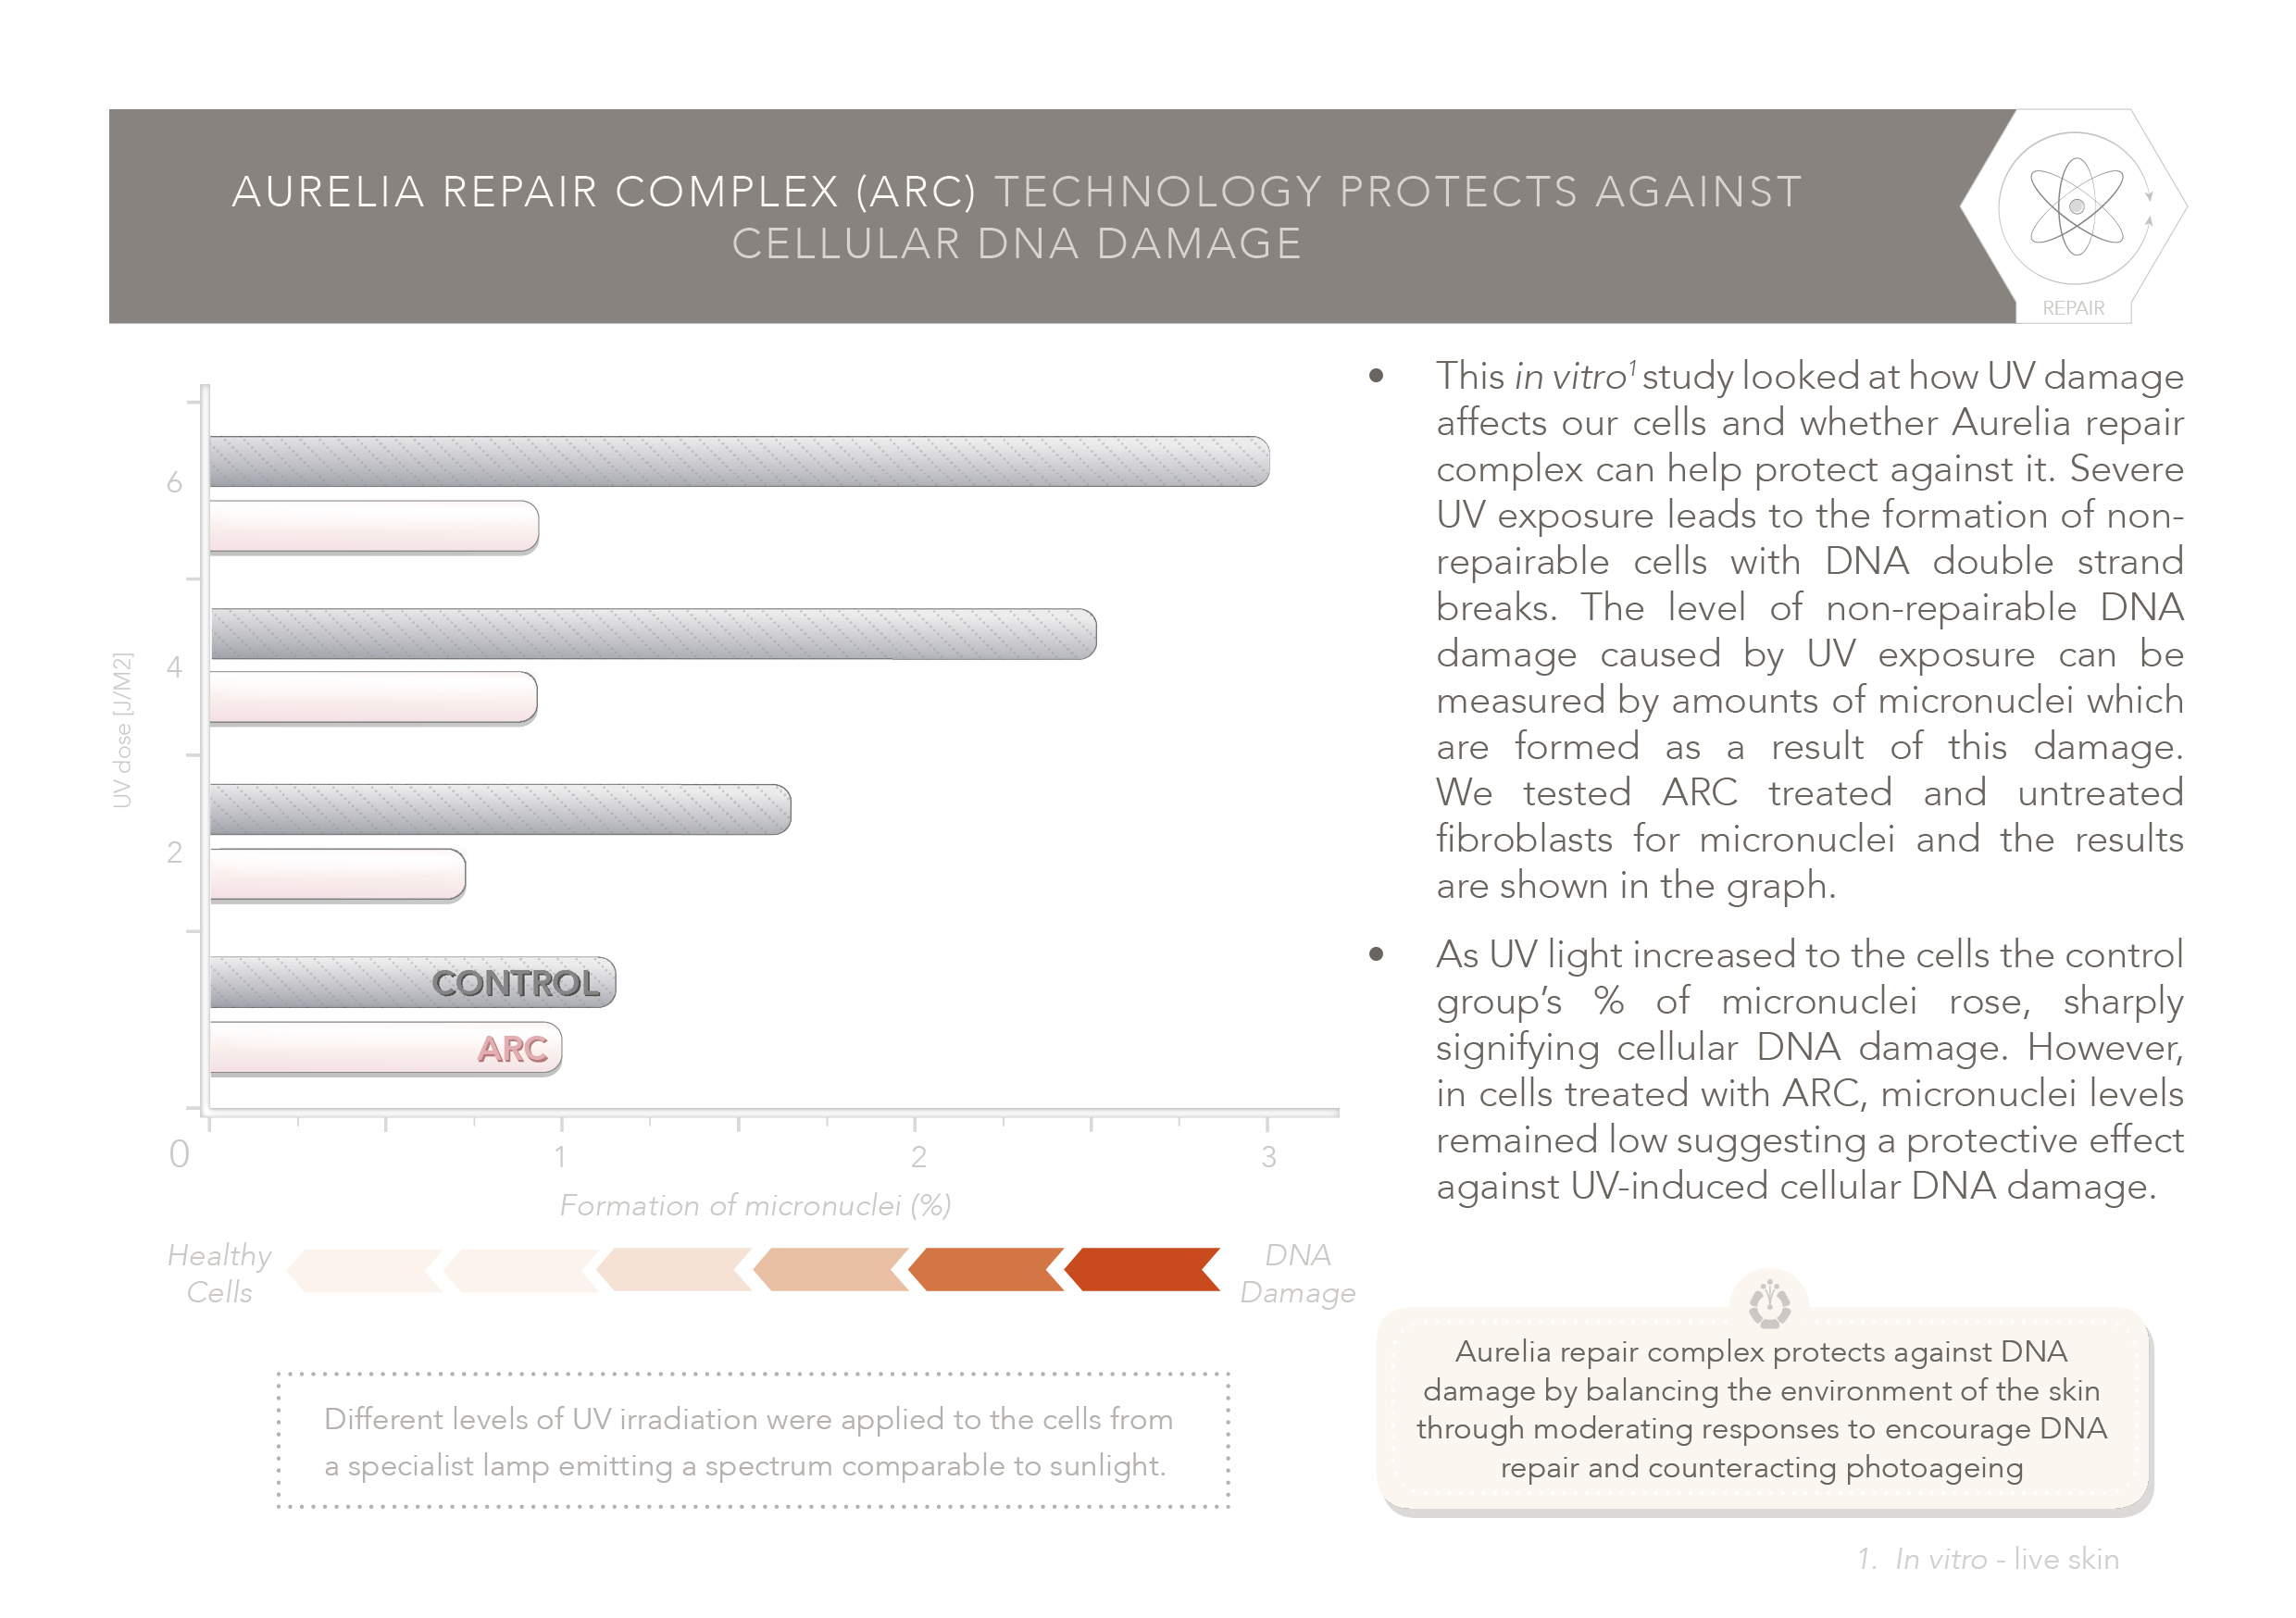 AURELIA REPAIR COMPLEX (ARC) TECHNOLOGY PROTECTS AGAINST
CELLULAR DNA DAMAGE
REPAIR
6
4
2
0
UV dose [J/M2]
CONTROL
ARC
1
2
3
Formation of micronuclei (%)
Healthy
Cells
DNA
Damage
Different levels of UV irradiation were applied to the cells from
a specialist lamp emitting a spectrum comparable to sunlight.
• This in vitro¹ study looked at how UV damage
affects our cells and whether Aurelia repair
complex can help protect against it. Severe
UV exposure leads to the formation of non-
repairable cells with DNA double strand
breaks. The level of non-repairable DNA
damage caused by UV exposure can be
measured by amounts of micronuclei which
are formed as a result of this damage.
We tested ARC treated and untreated
fibroblasts for micronuclei and the results
are shown in the graph.
• As UV light increased to the cells the control
group's % of micronuclei rose, sharply
signifying cellular DNA damage. However,
in cells treated with ARC, micronuclei levels
remained low suggesting a protective effect
against UV-induced cellular DNA damage.
Aurelia repair complex protects against DNA
damage by balancing the environment of the skin
through moderating responses to encourage DNA
repair and counteracting photoageing
1. In vitro - live skin